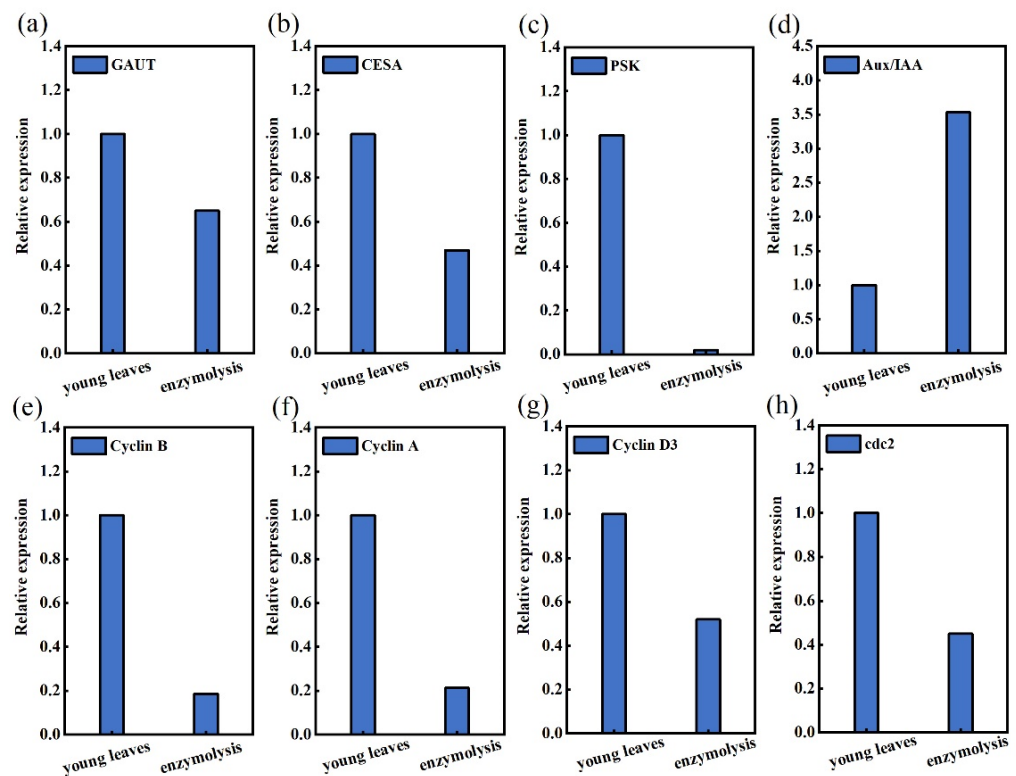 (a)
GAUT
Relative expression
1.4
1.2
1.0
0.8
0.6
0.4
0.2
0.0
young leaves
enzymolysis
(b)
CESA
Relative expression
1.4
1.2
1.0
0.8
0.6
0.4
0.2
0.0
young leaves
enzymolysis
(c)
PSK
Relative expression
1.4
1.2
1.0
0.8
0.6
0.4
0.2
0.0
young leaves
enzymolysis
(d)
Aux/IAA
Relative expression
4.5
4.0
3.5
3.0
2.5
2.0
1.5
1.0
0.5
0.0
young leaves
enzymolysis
(e)
Cyclin B
Relative expression
1.4
1.2
1.0
0.8
0.6
0.4
0.2
0.0
young leaves
enzymolysis
(f)
Cyclin A
Relative expression
1.4
1.2
1.0
0.8
0.6
0.4
0.2
0.0
young leaves
enzymolysis
(g)
Cyclin D3
Relative expression
1.4
1.2
1.0
0.8
0.6
0.4
0.2
0.0
young leaves
enzymolysis
(h)
cdc2
Relative expression
1.4
1.2
1.0
0.8
0.6
0.4
0.2
0.0
young leaves
enzymolysis